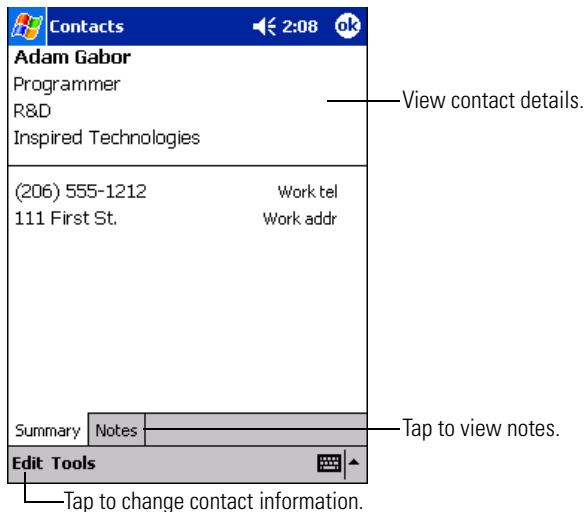 Contacts 2:08 ok
Adam Gabor
Programmer
R&D
Inspired Technologies
View contact details.
(206) 555-1212 Work tel
111 First St. Work addr
Summary Notes
Tap to view notes.
Edit Tools
Tap to change contact information.